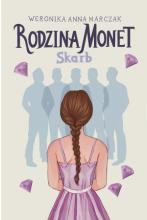 WERONIKA ANNA MARCZAK
RODZINA MONET
Skarb